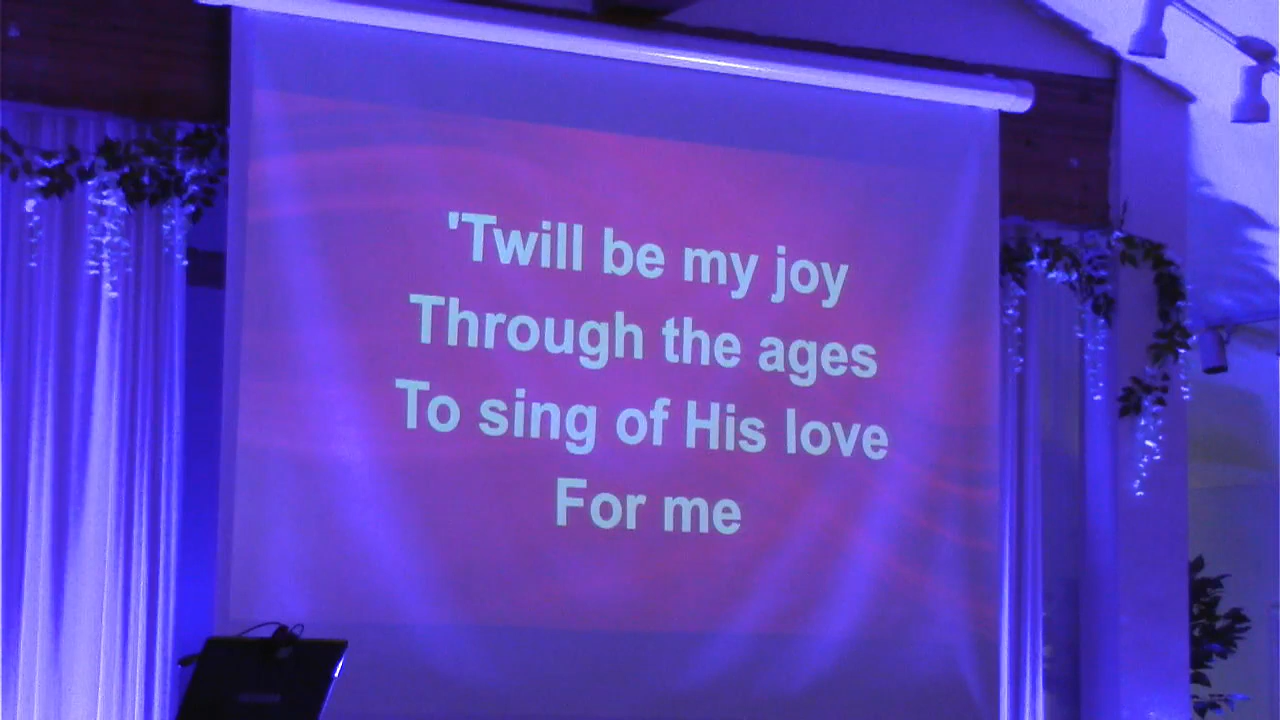 'Twill be my joy
Through the ages
To sing of His love
For me